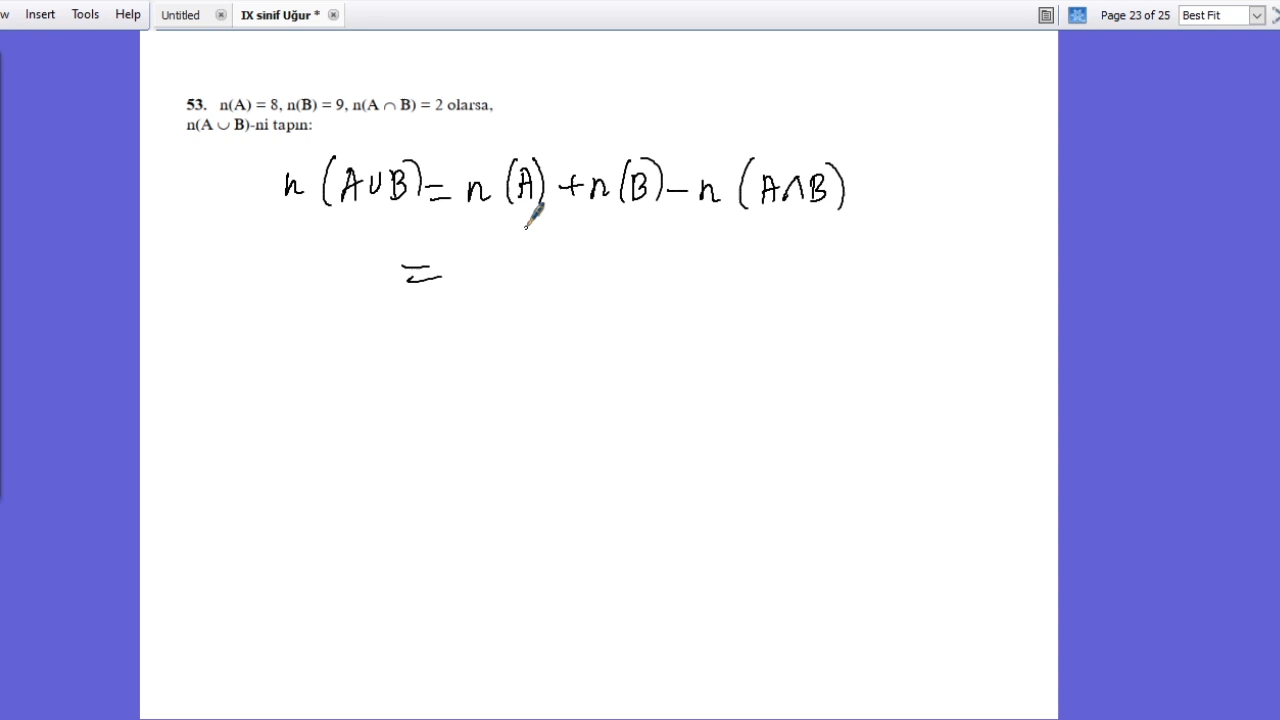 w Insert Tools Help Untitled IX sinif Uğur * Page 23 of 25 Best Fit
53. n(A) = 8, n(B) = 9, n(A ∩ B) = 2 olarsa,
n(A ∪ B)-ni tapın:
n (A∪B) = n (A) + n (B) – n (A∩B)
=